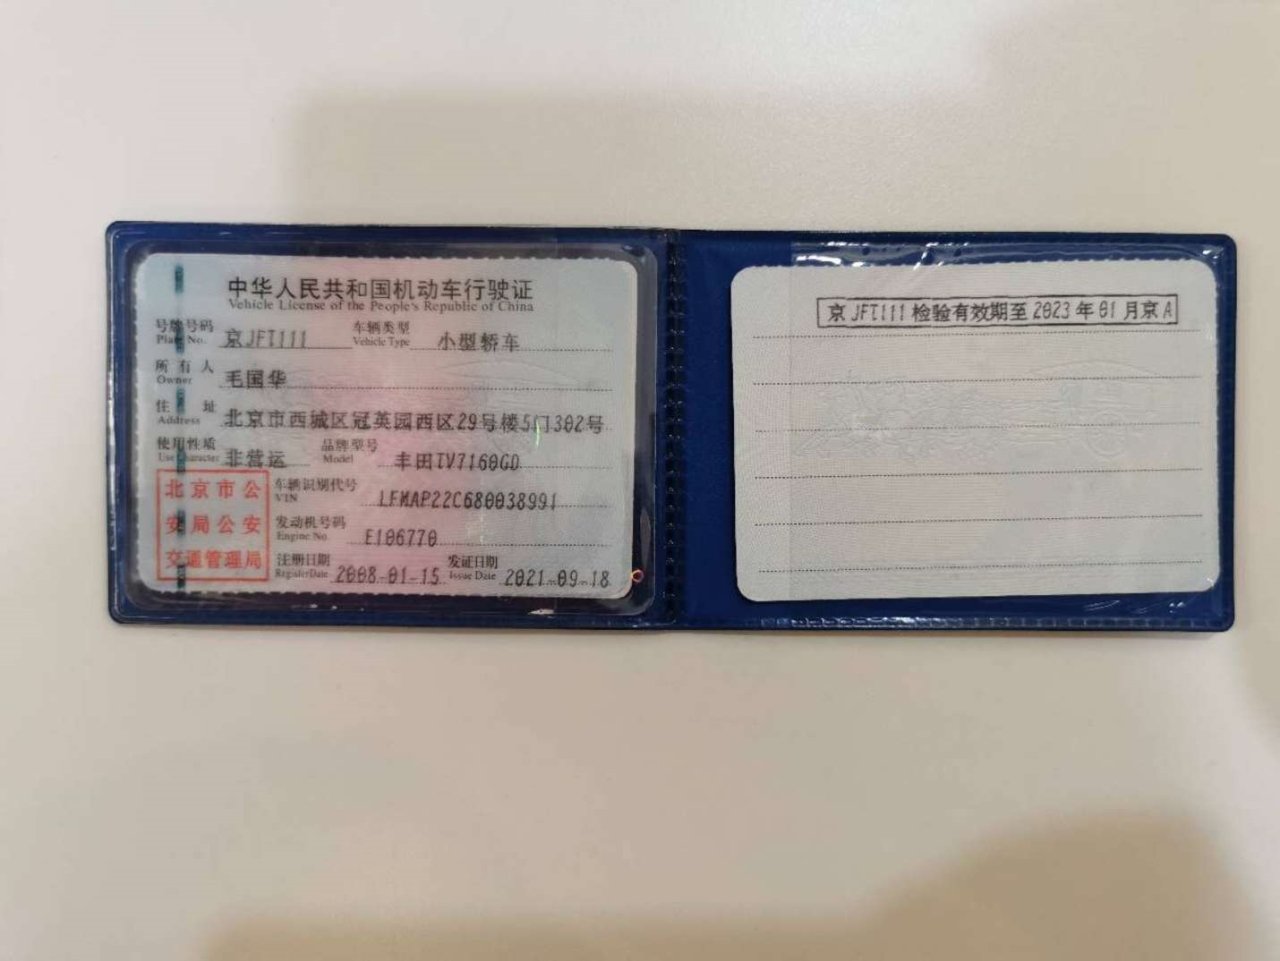 中华人民共和国机动车行驶证
Vehicle License of the People's Republic of China
号牌号码 Plate No. 京JFT111 车辆类型 Vehicle Type 小型轿车
所有人 Owner 毛国华
住址 Address 北京市西城区冠英园西区29号楼5门302号
使用性质 Use Character 非营运 品牌型号 Model 丰田TV7160GD
车辆识别代号 VIN LFMAP22C680038991
发动机号码 Engine No. E106770
注册日期 Register Date 2008-01-15 发证日期 Issue Date 2021-09-18
北京市公
安局公安
交通管理局
京JFT111检验有效期至2023年01月京A